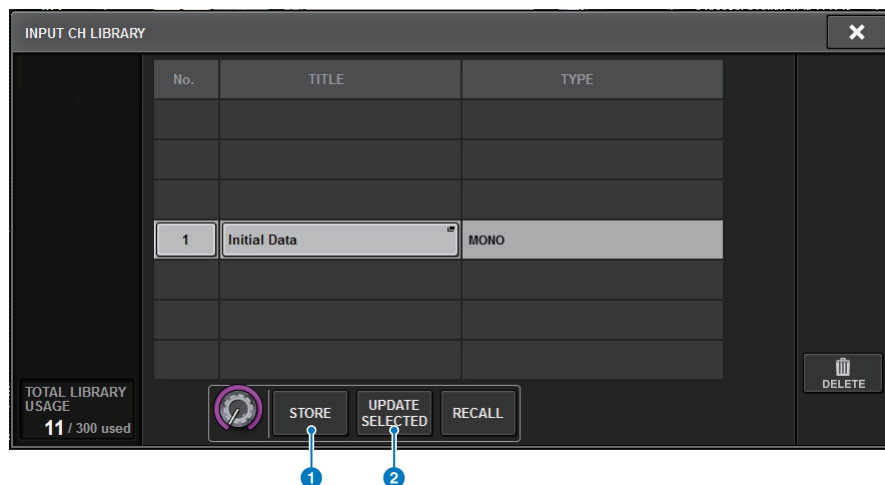 INPUT CH LIBRARY
No. TITLE TYPE
1 Initial Data MONO
DELETE
TOTAL LIBRARY
USAGE
11 / 300 used
STORE
UPDATE
SELECTED
RECALL
1 2